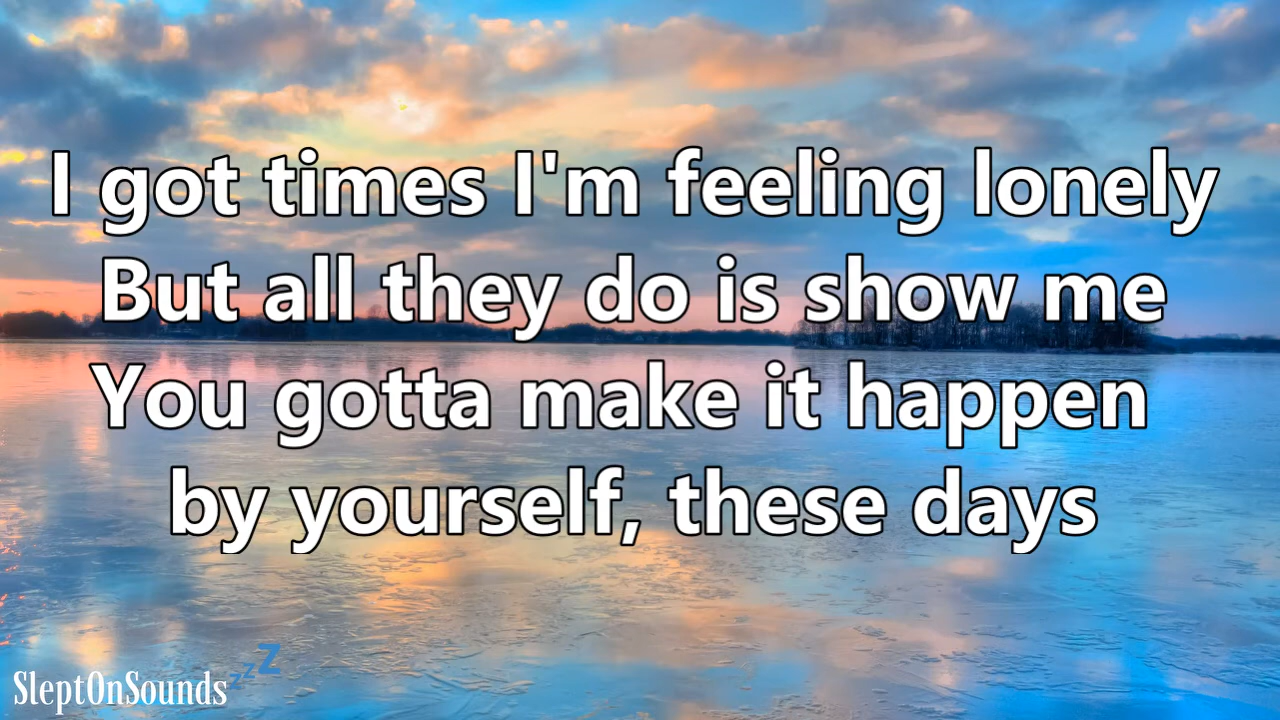 I got times I'm feeling lonely
But all they do is show me
You gotta make it happen
by yourself, these days
SleptOnSounds zzZ